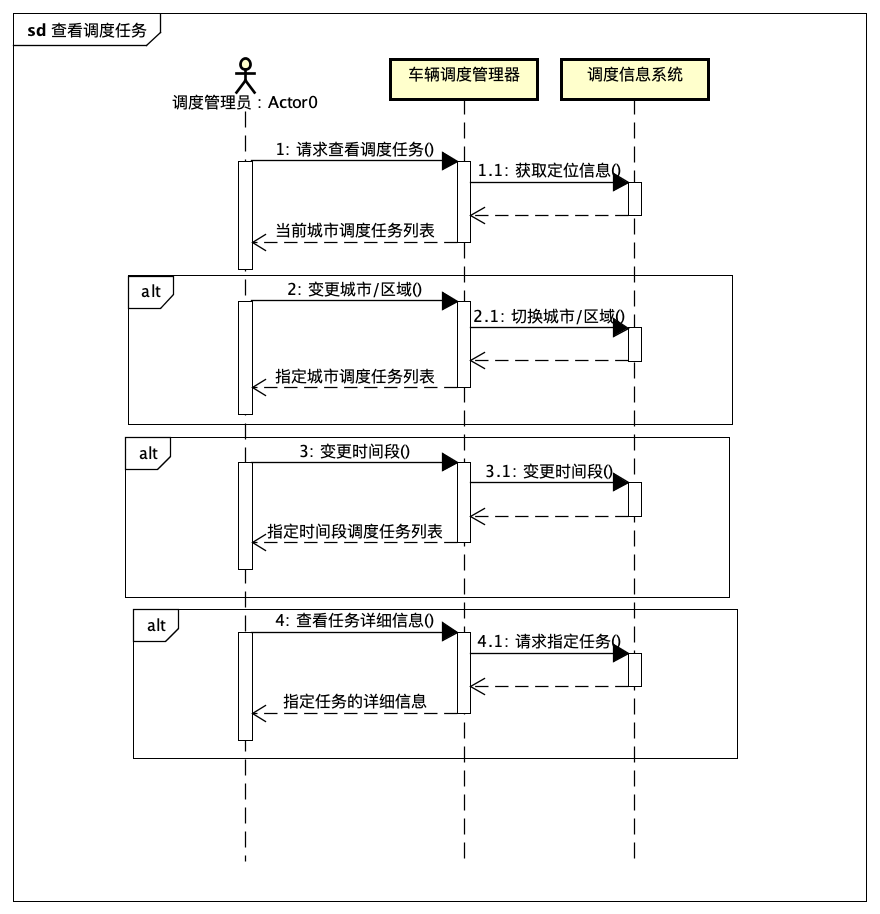 sd 查看调度任务
调度管理员 : Actor0
车辆调度管理器
调度信息系统
1: 请求查看调度任务()
1.1: 获取定位信息()
当前城市调度任务列表
alt
2: 变更城市/区域()
2.1: 切换城市/区域()
指定城市调度任务列表
alt
3: 变更时间段()
3.1: 变更时间段()
指定时间段调度任务列表
alt
4: 查看任务详细信息()
4.1: 请求指定任务()
指定任务的详细信息